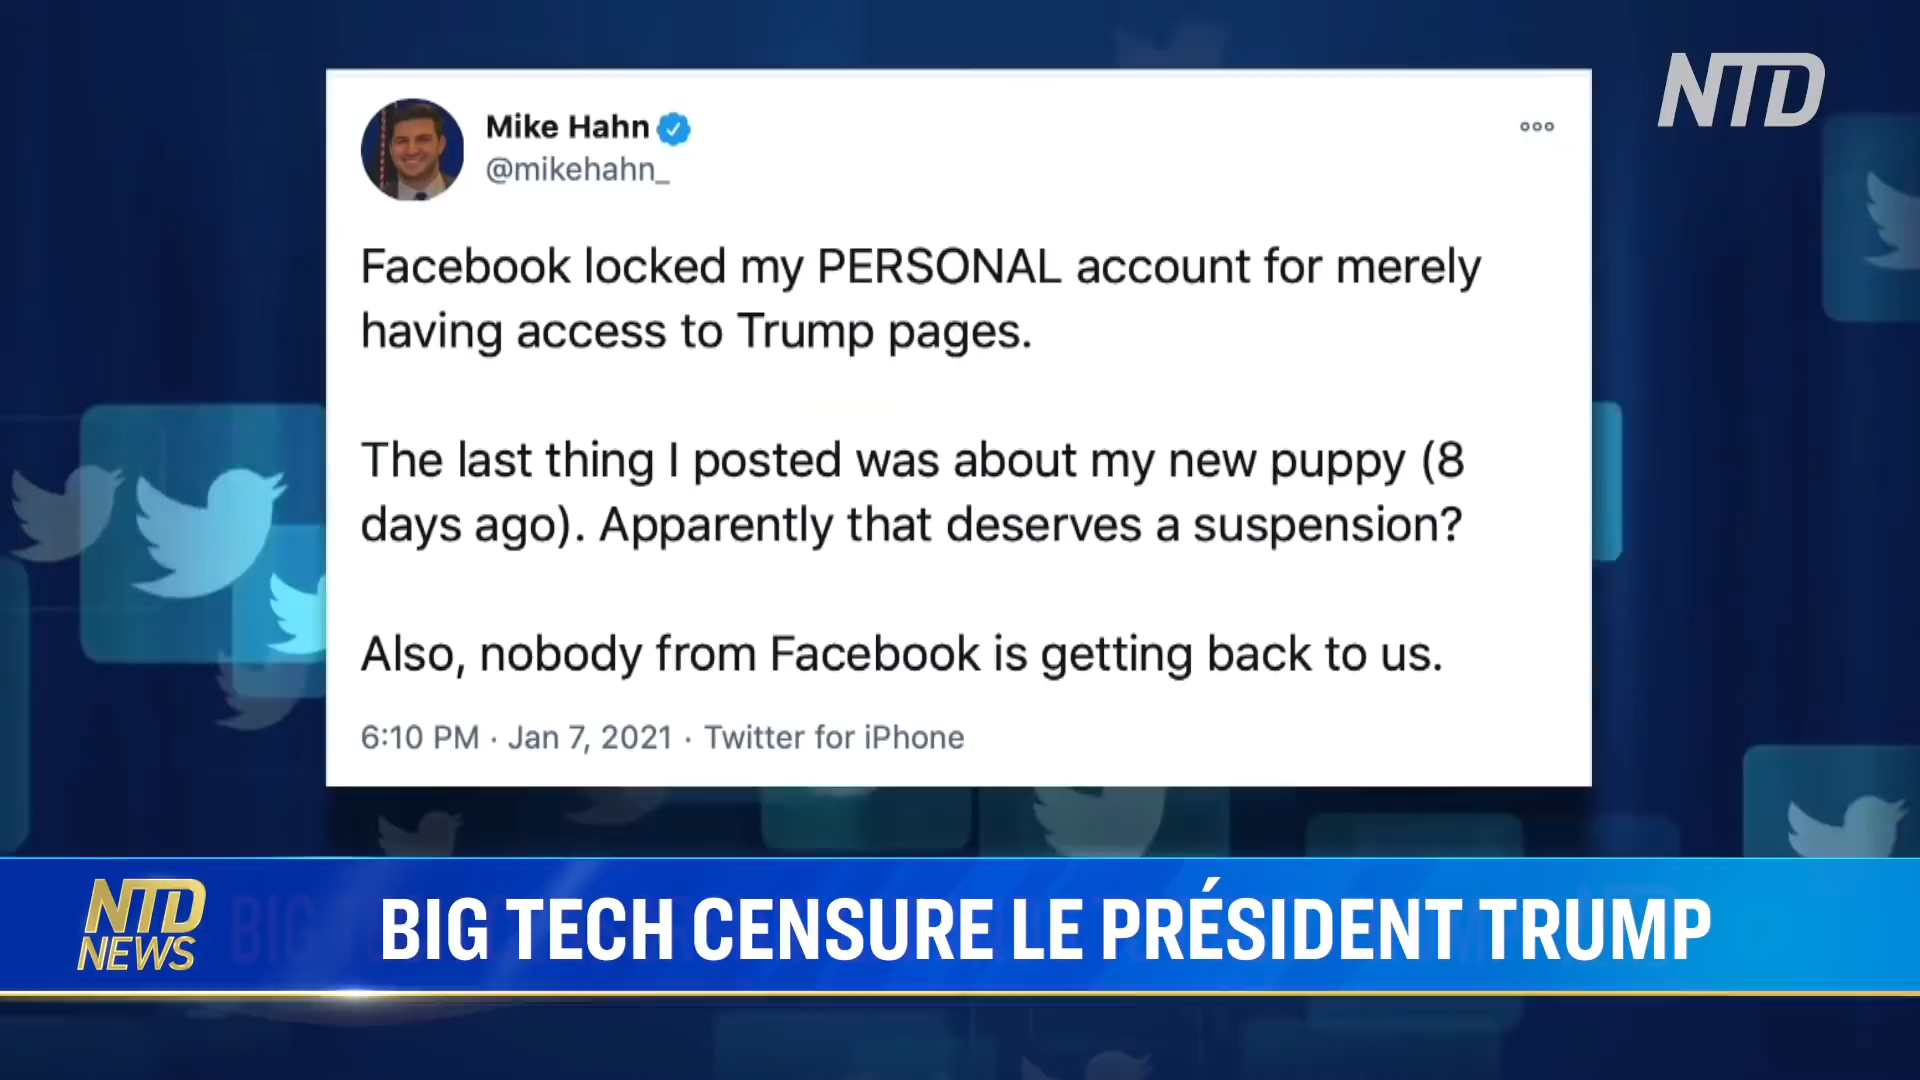 NTD
Mike Hahn
@mikehahn_
Facebook locked my PERSONAL account for merely
having access to Trump pages.
The last thing I posted was about my new puppy (8
days ago). Apparently that deserves a suspension?
Also, nobody from Facebook is getting back to us.
6:10 PM · Jan 7, 2021 · Twitter for iPhone
NTD
NEWS
BIG TECH CENSURE LE PRÉSIDENT TRUMP